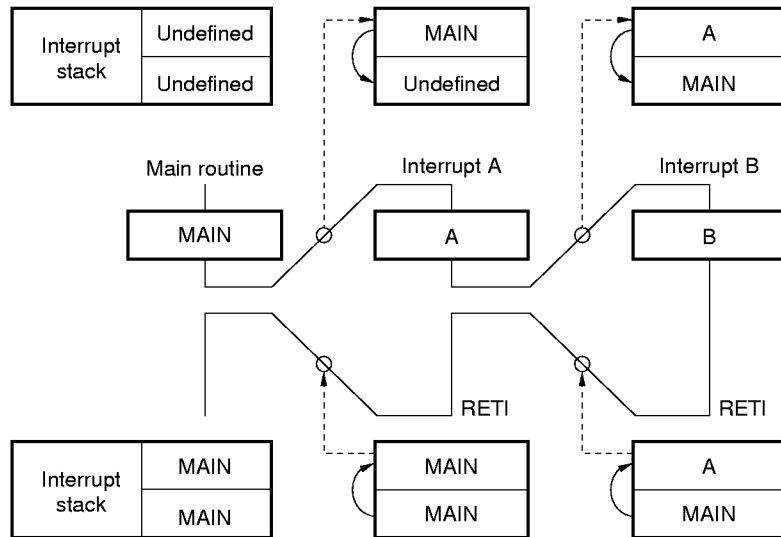 Interrupt
stack
Undefined
Undefined
MAIN
Undefined
A
MAIN
Main routine
Interrupt A
Interrupt B
MAIN
A
B
RETI
RETI
Interrupt
stack
MAIN
MAIN
MAIN
MAIN
A
MAIN